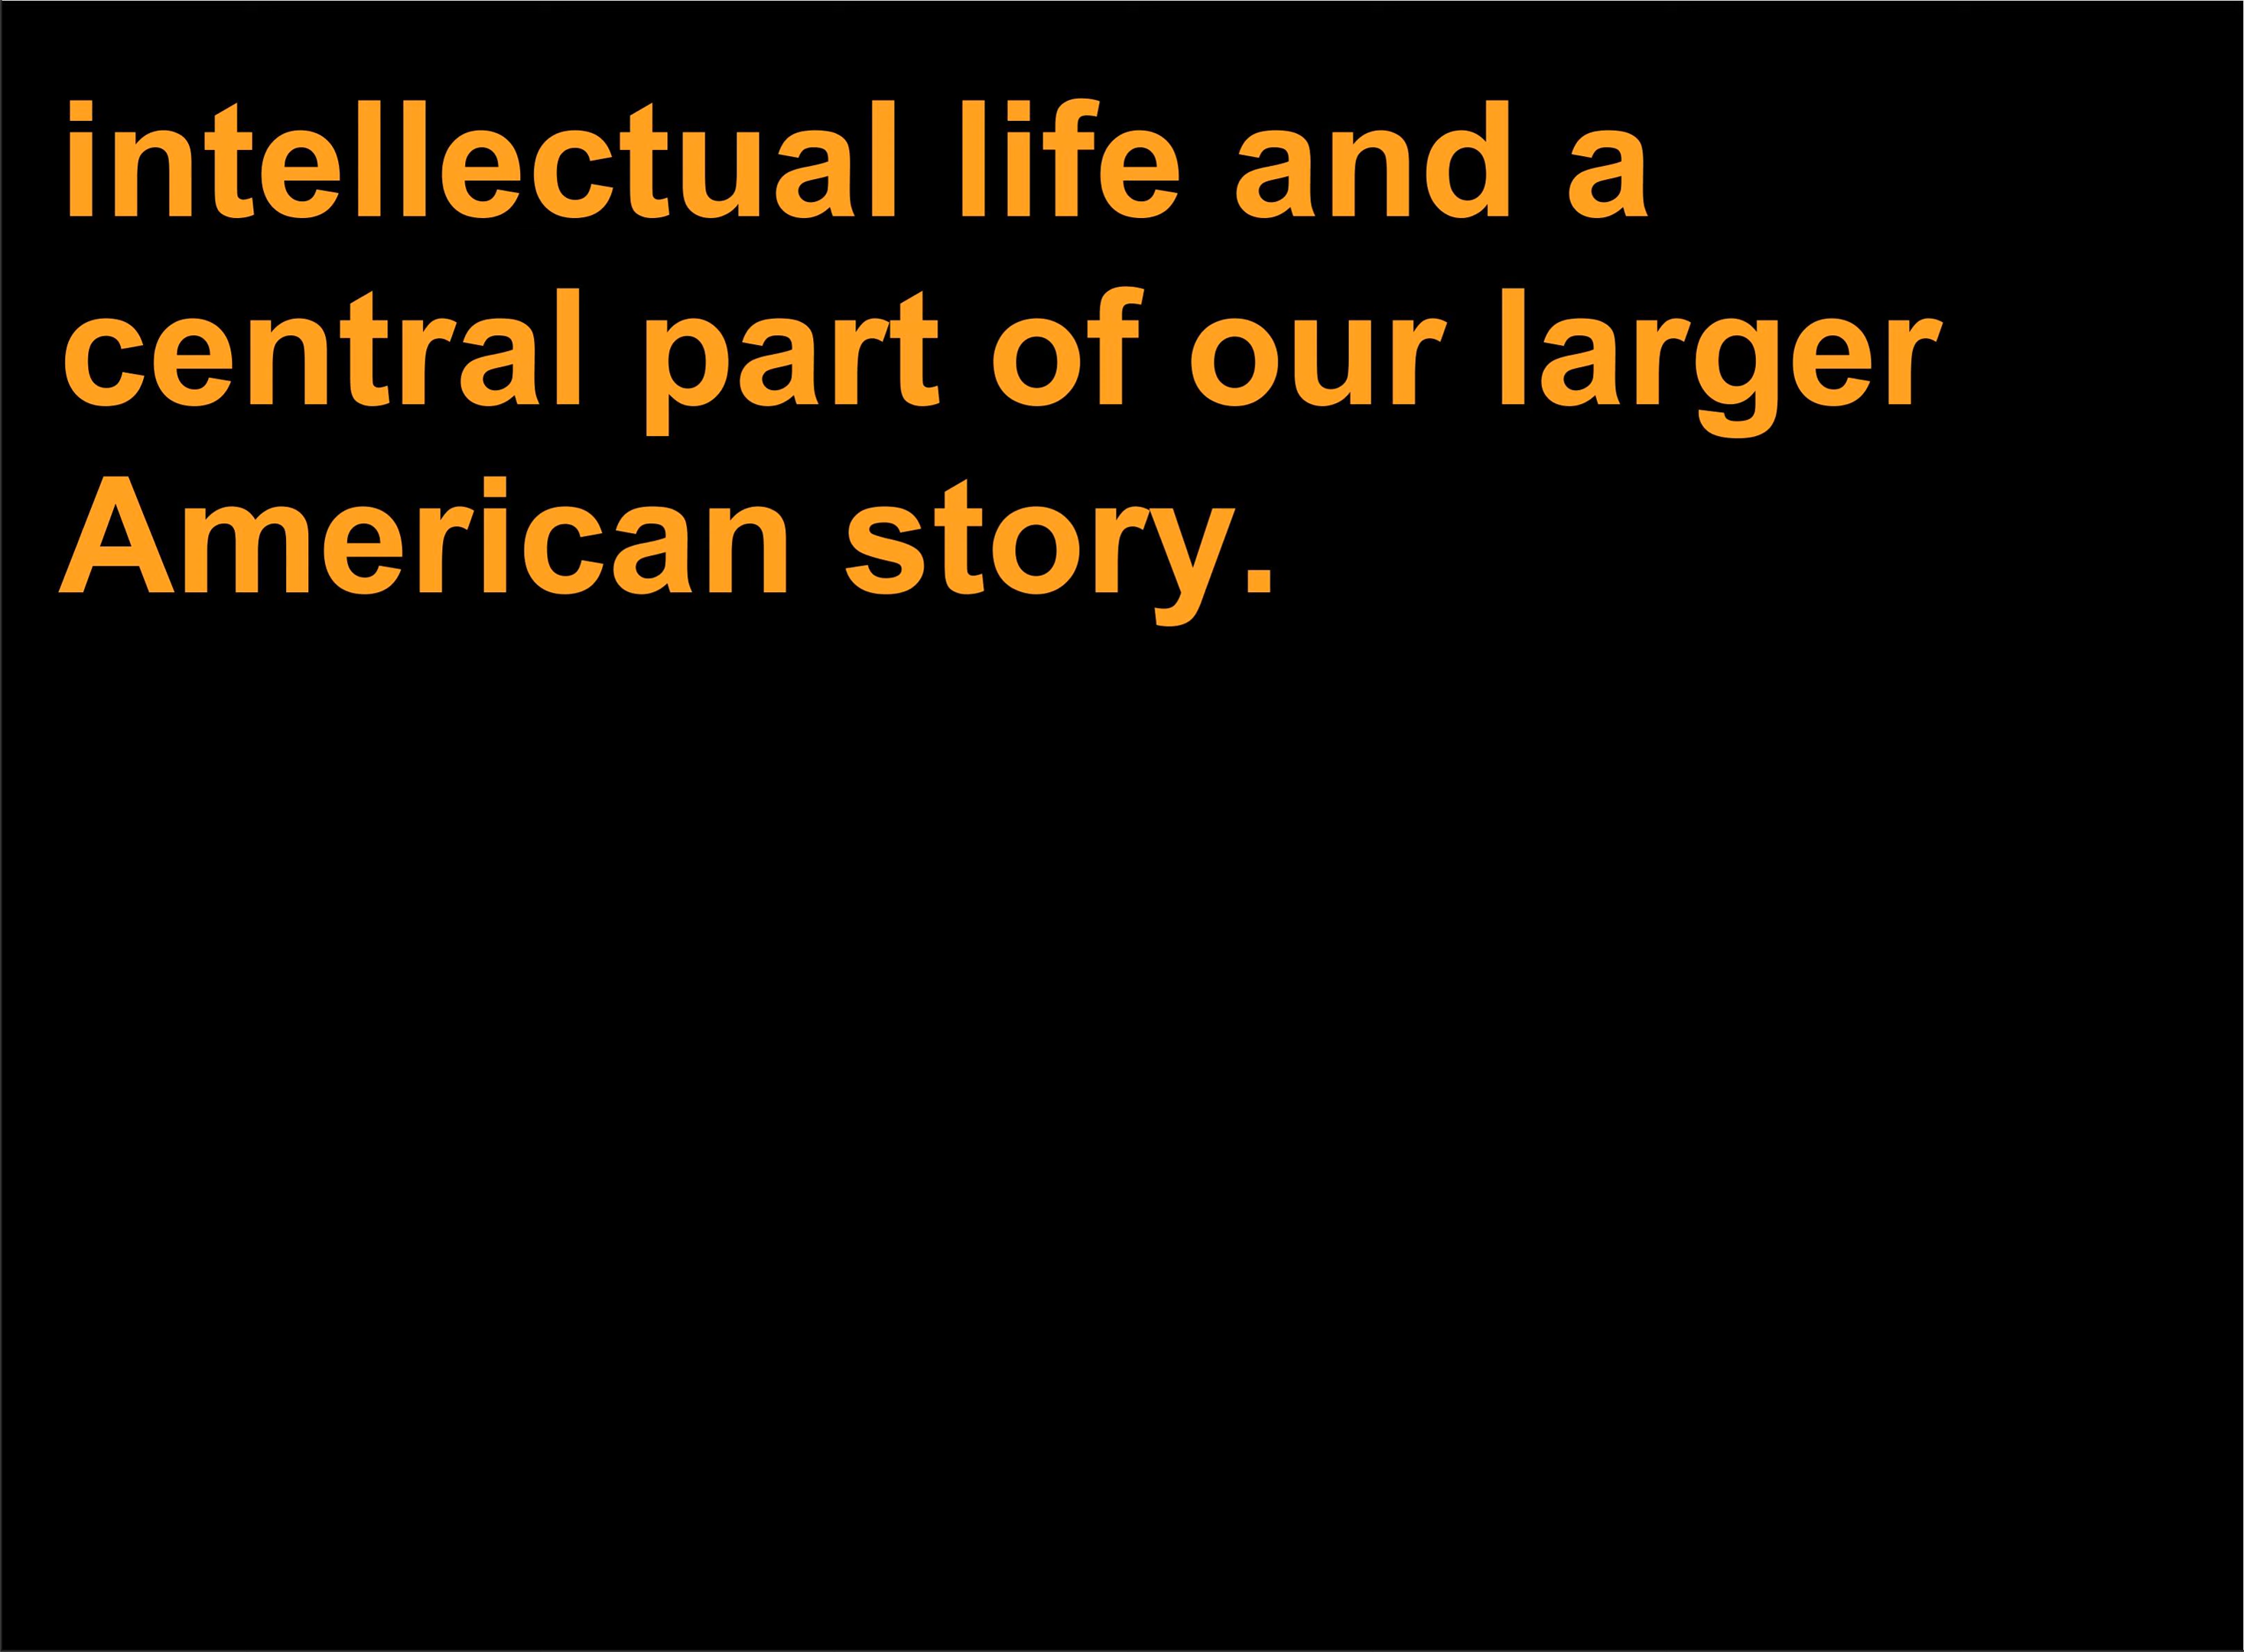 intellectual life and a
central part of our larger
American story.